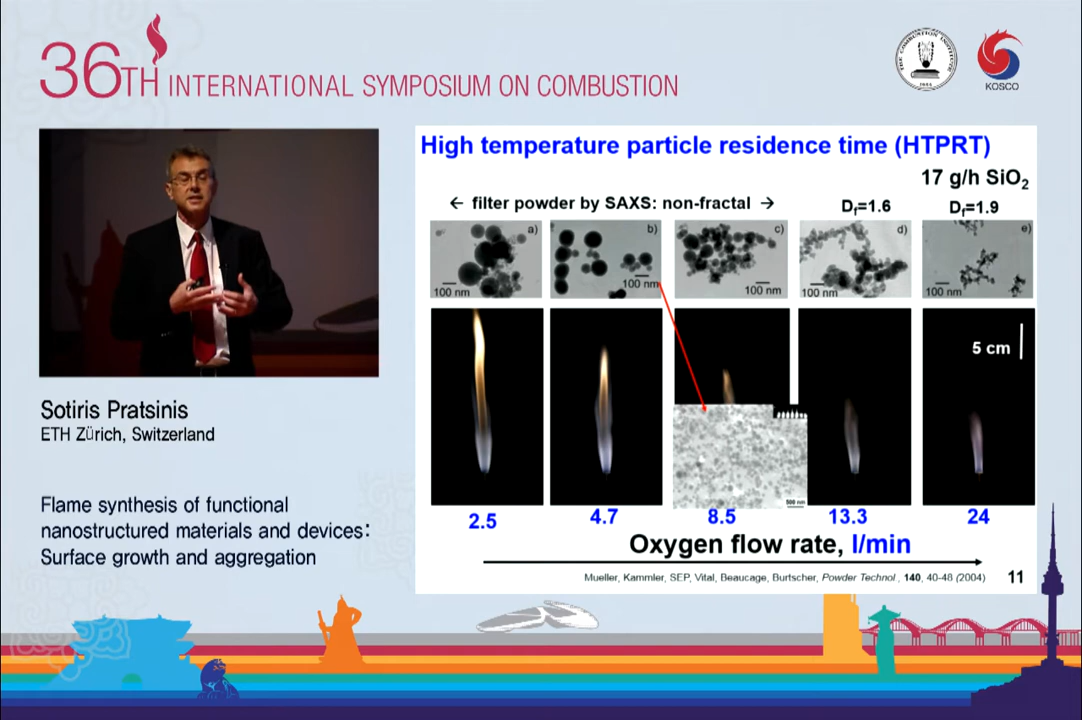 36TH INTERNATIONAL SYMPOSIUM ON COMBUSTION
THE COMBUSTION INSTITUTE
KOSCO
Sotiris Pratsinis
ETH Zürich, Switzerland
Flame synthesis of functional
nanostructured materials and devices:
Surface growth and aggregation
High temperature particle residence time (HTPRT)
17 g/h SiO₂
← filter powder by SAXS: non-fractal →
Df=1.6
Df=1.9
a) b) c) d) e)
100 nm 100 nm 100 nm 100 nm 100 nm
5 cm
500 nm
2.5 4.7 8.5 13.3 24
Oxygen flow rate, l/min
Mueller, Kammler, SEP, Vital, Beaucage, Burtscher, Powder Technol., 140, 40-48 (2004) 11